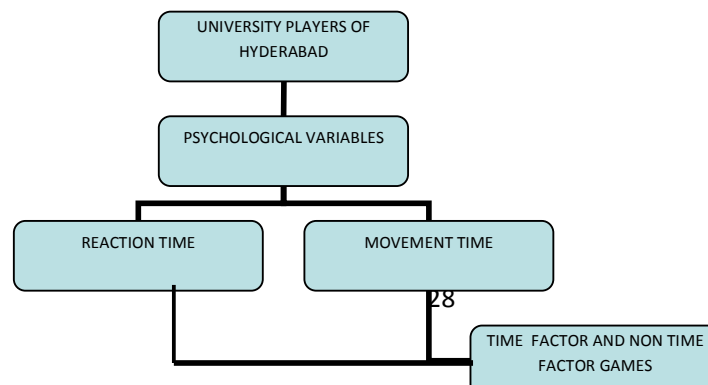 UNIVERSITY PLAYERS OF
HYDERABAD
PSYCHOLOGICAL VARIABLES
REACTION TIME
MOVEMENT TIME
28
TIME FACTOR AND NON TIME
FACTOR GAMES